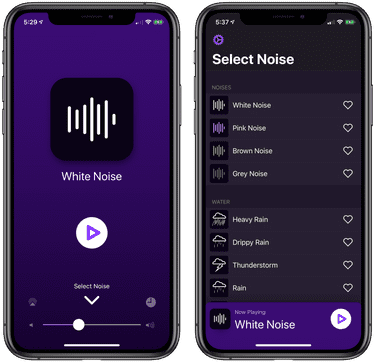 5:29
White Noise
Select Noise
5:37
Select Noise
NOISES
White Noise
Pink Noise
Brown Noise
Grey Noise
WATER
Heavy Rain
Drippy Rain
Thunderstorm
Rain
Now Playing:
White Noise